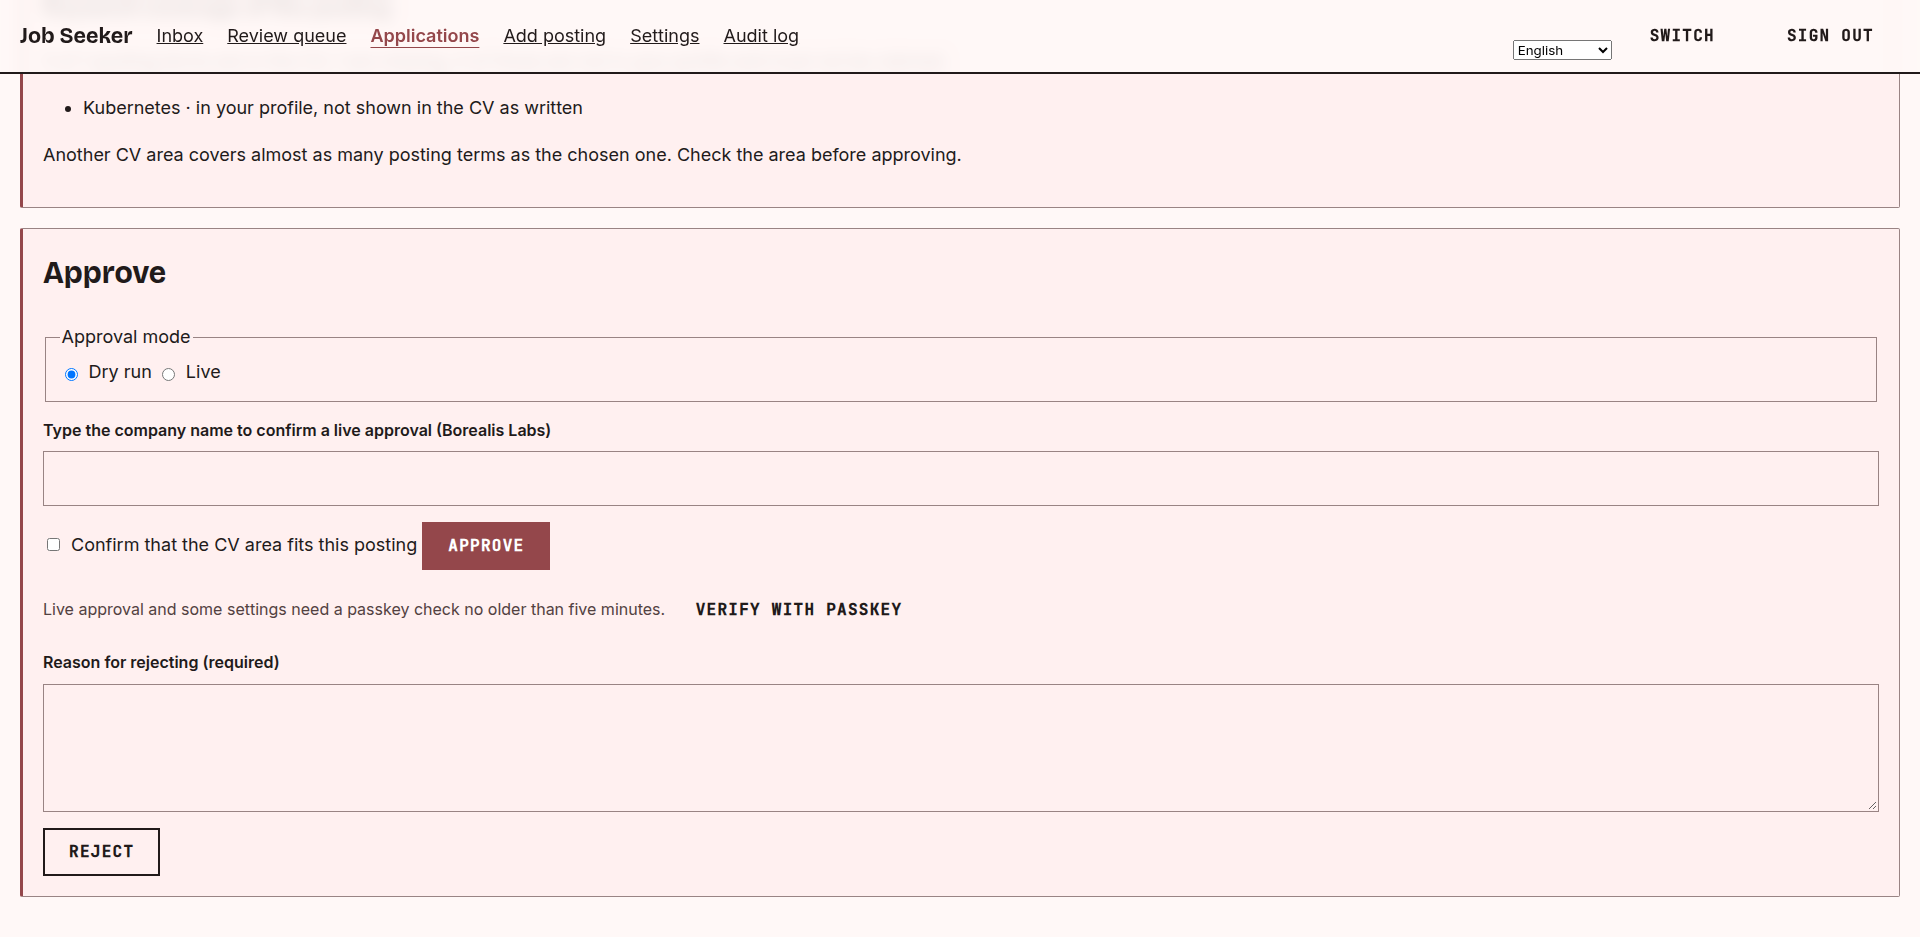 Job Seeker Inbox Review queue Applications Add posting Settings Audit log English SWITCH SIGN OUT
Kubernetes · in your profile, not shown in the CV as written
Another CV area covers almost as many posting terms as the chosen one. Check the area before approving.
Approve
Approval mode
Dry run Live
Type the company name to confirm a live approval (Borealis Labs)
Confirm that the CV area fits this posting APPROVE
Live approval and some settings need a passkey check no older than five minutes. VERIFY WITH PASSKEY
Reason for rejecting (required)
REJECT